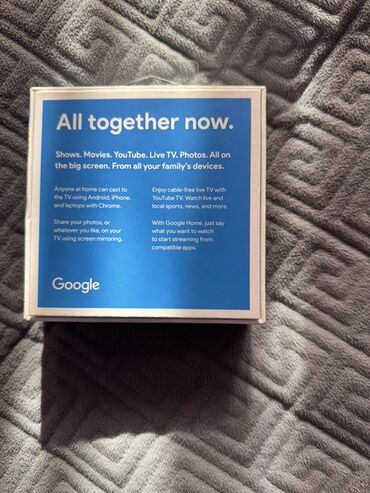 All together now.
Shows. Movies. YouTube. Live TV. Photos. All on
the big screen. From all your family's devices.
Anyone at home can cast to
the TV using Android, iPhone,
and laptops with Chrome.
Share your photos, or
whatever you like, on your
TV using screen mirroring.
Enjoy cable-free live TV with
YouTube TV. Watch live and
local sports, news, and more.
With Google Home, just say
what you want to watch
to start streaming from
compatible apps.
Google